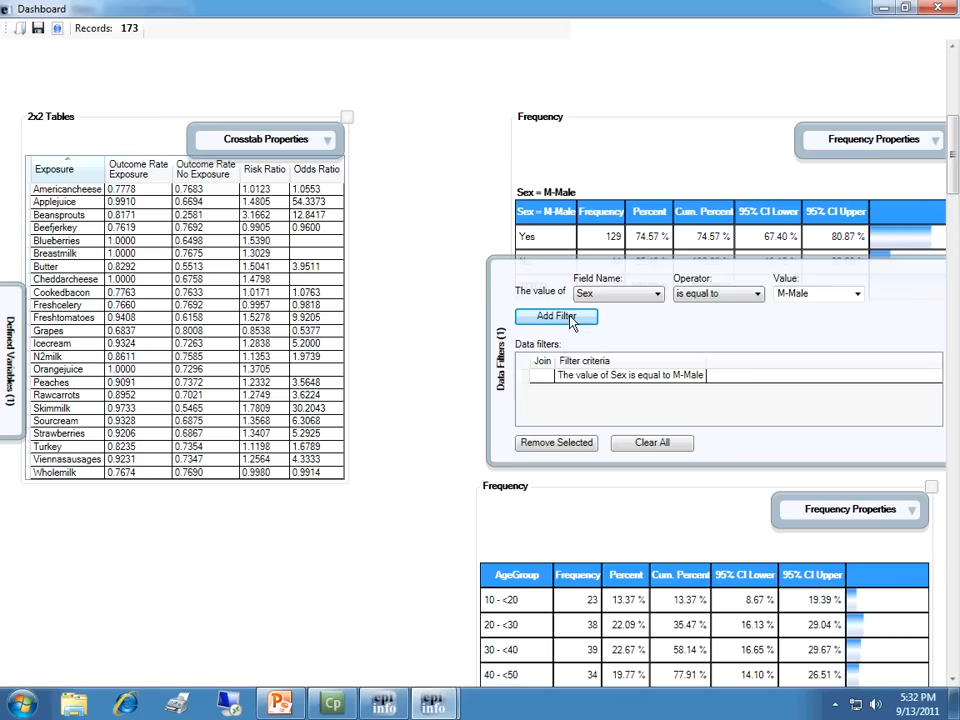 Dashboard
Records: 173
2x2 Tables
Crosstab Properties
Exposure Outcome Rate Exposure Outcome Rate No Exposure Risk Ratio Odds Ratio
Americancheese 0.7778 0.7683 1.0123 1.0553
Applejuice 0.9910 0.6694 1.4805 54.3373
Beansprouts 0.8171 0.2581 3.1662 12.8417
Beefjerkey 0.7619 0.7692 0.9905 0.9600
Blueberries 1.0000 0.6498 1.5390
Breastmilk 1.0000 0.7675 1.3029
Butter 0.8292 0.5513 1.5041 3.9511
Cheddarcheese 1.0000 0.6758 1.4798
Cookedbacon 0.7763 0.7633 1.0171 1.0763
Freshcelery 0.7660 0.7692 0.9957 0.9818
Freshtomatoes 0.9408 0.6158 1.5278 9.9205
Grapes 0.6837 0.8008 0.8538 0.5377
Icecream 0.9324 0.7263 1.2838 5.2000
N2milk 0.8611 0.7585 1.1353 1.9739
Orangejuice 1.0000 0.7296 1.3705
Peaches 0.9091 0.7372 1.2332 3.5648
Rawcarrots 0.8952 0.7021 1.2749 3.6224
Skimmilk 0.9733 0.5465 1.7809 30.2043
Sourcream 0.9328 0.6875 1.3568 6.3068
Strawberries 0.9206 0.6867 1.3407 5.2925
Turkey 0.8235 0.7354 1.1198 1.6789
Viennasausages 0.9231 0.7347 1.2564 4.3333
Wholemilk 0.7674 0.7690 0.9980 0.9914
Defined Variables (1)
Frequency
Frequency Properties
Sex = M-Male
Sex = M-Male Frequency Percent Cum. Percent 95% CI Lower 95% CI Upper
Yes 129 74.57 % 74.57 % 67.40 % 80.87 %
Field Name: Operator: Value:
The value of Sex is equal to M-Male
Add Filter
Data filters:
Join Filter criteria
The value of Sex is equal to M-Male
Remove Selected Clear All
Data Filters (1)
Frequency
Frequency Properties
AgeGroup Frequency Percent Cum. Percent 95% CI Lower 95% CI Upper
10 - <20 23 13.37 % 13.37 % 8.67 % 19.39 %
20 - <30 38 22.09 % 35.47 % 16.13 % 29.04 %
30 - <40 39 22.67 % 58.14 % 16.65 % 29.67 %
40 - <50 34 19.77 % 77.91 % 14.10 % 26.51 %
Cp
epi info
epi info
5:32 PM
9/13/2011